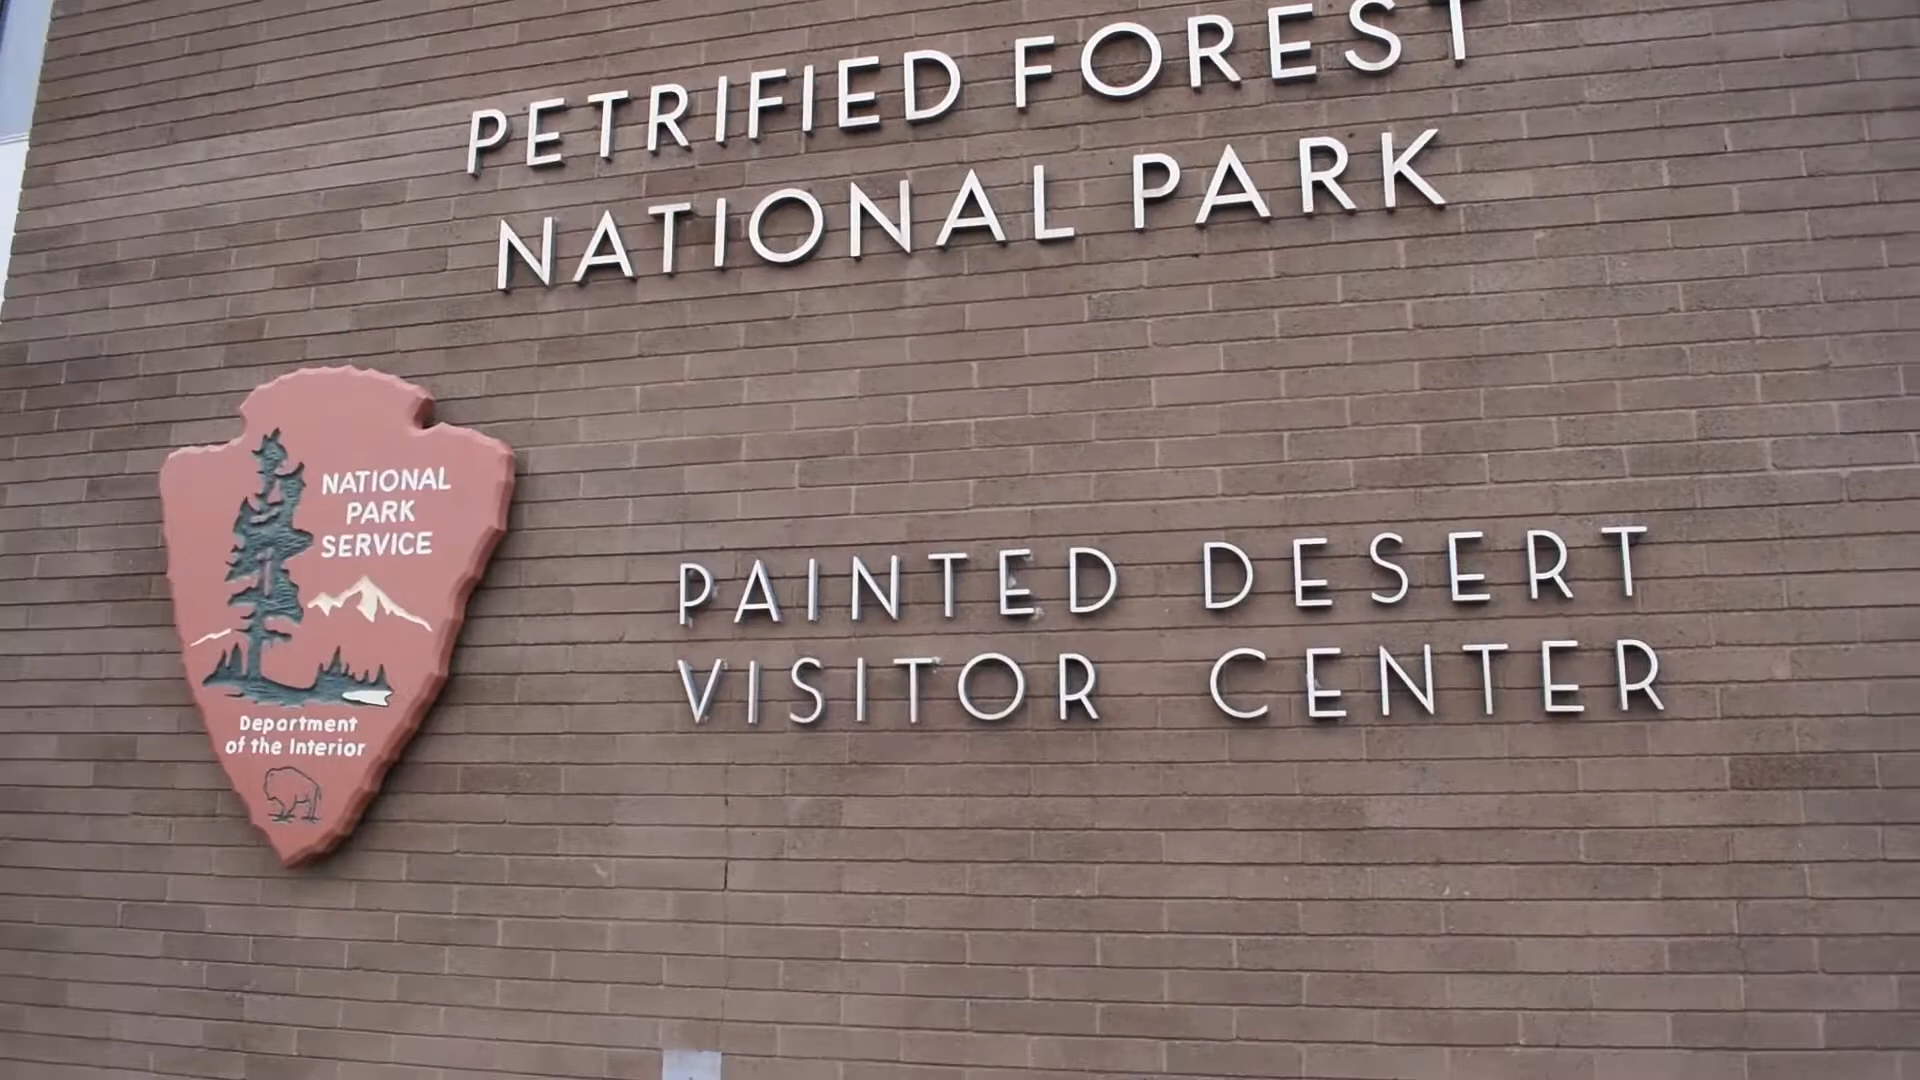 PETRIFIED FOREST
NATIONAL PARK
NATIONAL
PARK
SERVICE
Department
of the Interior
PAINTED DESERT
VISITOR CENTER